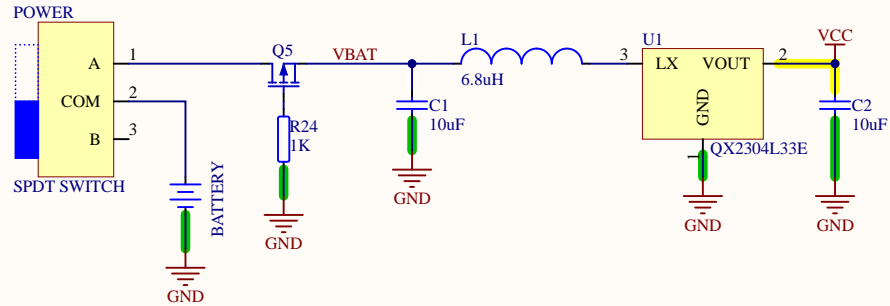 POWER
A
1
COM
2
B
3
SPDT SWITCH
BATTERY
GND
Q5
R24
1K
GND
VBAT
C1
10uF
GND
L1
6.8uH
3
U1
LX
VOUT
GND
1
QX2304L33E
GND
2
VCC
C2
10uF
GND